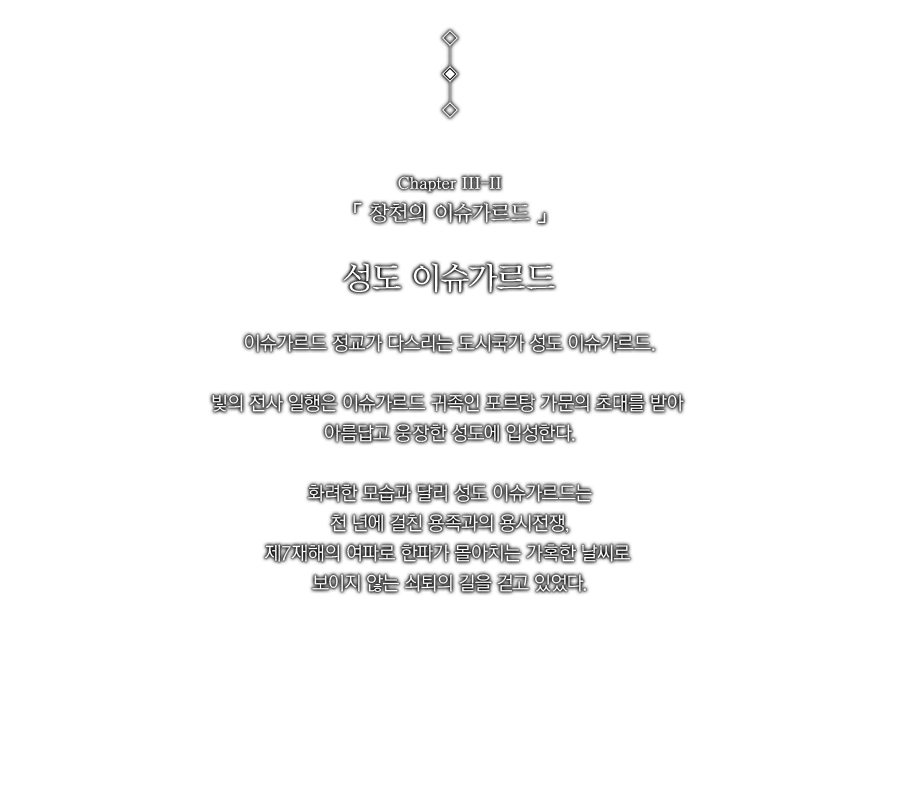 Chapter III-II
「 창천의 이슈가르드 」
성도 이슈가르드
이슈가르드 정교가 다스리는 도시국가 성도 이슈가르드.
빛의 전사 일행은 이슈가르드 귀족인 포르탕 가문의 초대를 받아
아름답고 웅장한 성도에 입성한다.
화려한 모습과 달리 성도 이슈가르드는
천 년에 걸친 용족과의 용시전쟁,
제7재해의 여파로 한파가 몰아치는 가혹한 날씨로
보이지 않는 쇠퇴의 길을 걷고 있었다.